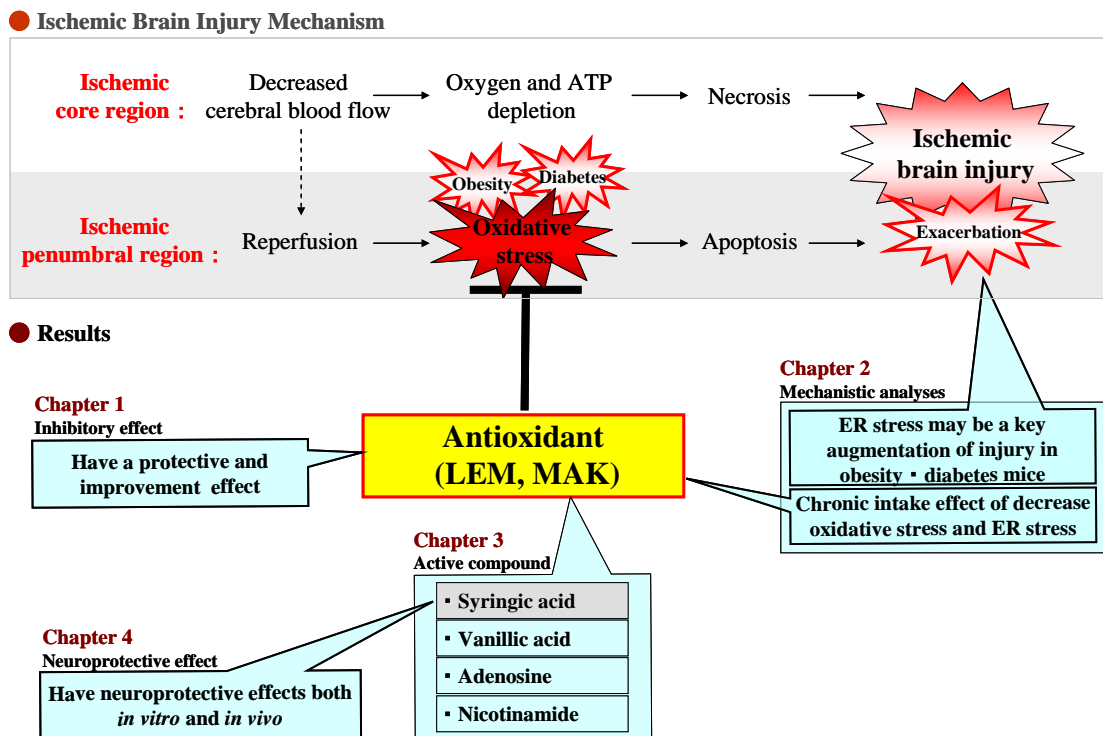 Ischemic Brain Injury Mechanism
Ischemic
core region :
Decreased
cerebral blood flow
Oxygen and ATP
depletion
Necrosis
Ischemic
brain injury
Obesity
Diabetes
Ischemic
penumbral region :
Reperfusion
Oxidative
stress
Apoptosis
Exacerbation
Results
Chapter 1
Inhibitory effect
Have a protective and
improvement effect
Antioxidant
(LEM, MAK)
Chapter 2
Mechanistic analyses
ER stress may be a key
augmentation of injury in
obesity・diabetes mice
Chronic intake effect of decrease
oxidative stress and ER stress
Chapter 3
Active compound
・Syringic acid
・Vanillic acid
・Adenosine
・Nicotinamide
Chapter 4
Neuroprotective effect
Have neuroprotective effects both
in vitro and in vivo